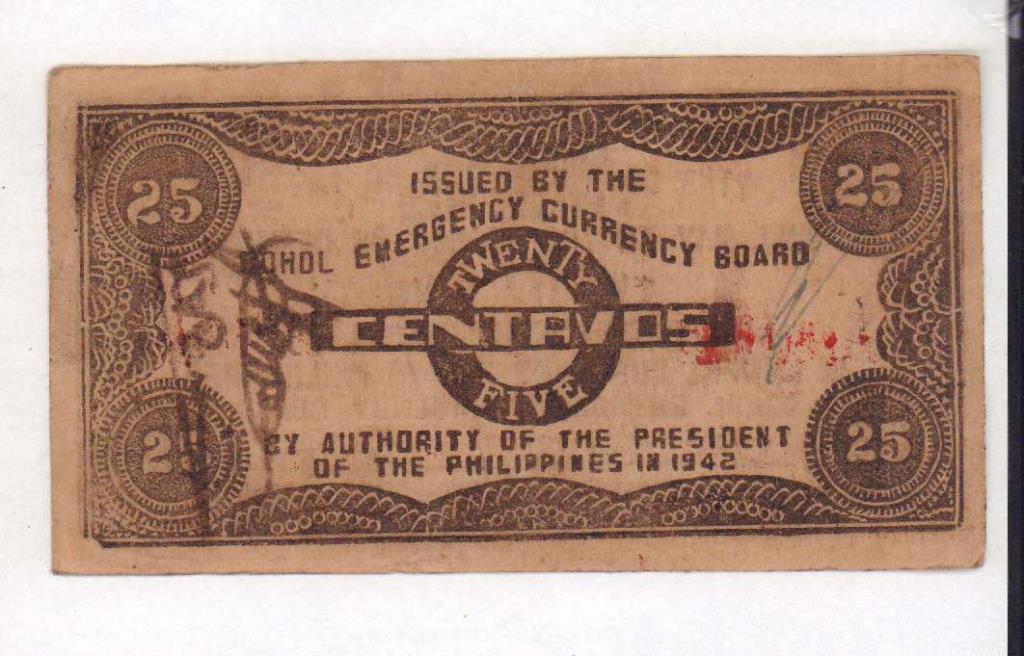 25 25
ISSUED BY THE
BOHOL EMERGENCY CURRENCY BOARD
TWENTY
CENTAVOS
FIVE
BY AUTHORITY OF THE PRESIDENT
OF THE PHILIPPINES IN 1942
25 25